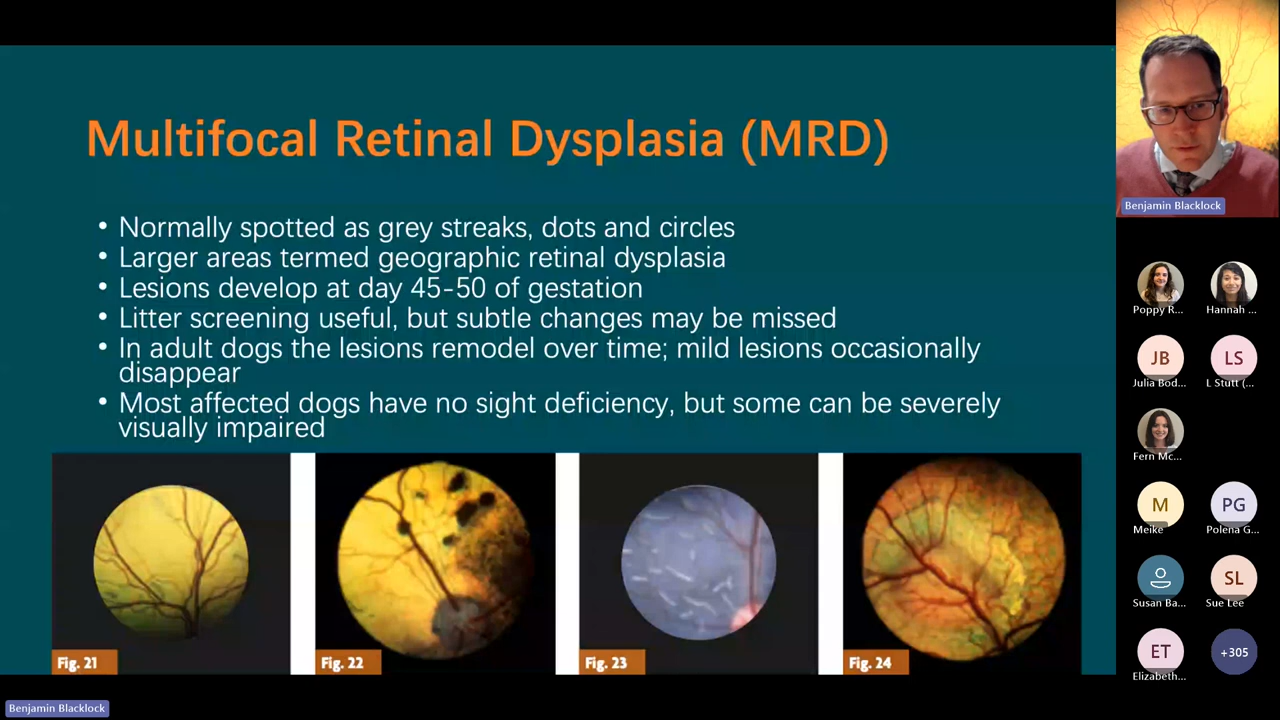 Multifocal Retinal Dysplasia (MRD)
• Normally spotted as grey streaks, dots and circles
• Larger areas termed geographic retinal dysplasia
• Lesions develop at day 45-50 of gestation
• Litter screening useful, but subtle changes may be missed
• In adult dogs the lesions remodel over time; mild lesions occasionally
disappear
• Most affected dogs have no sight deficiency, but some can be severely
visually impaired
Fig. 21
Fig. 22
Fig. 23
Fig. 24
Benjamin Blacklock
Benjamin Blacklock
Poppy R...
Hannah ...
JB
LS
Julia Bod...
L Stutt (...
Fern Mc...
M
PG
Meike
Polena G...
SL
Susan Ba...
Sue Lee
ET
+305
Elizabeth...